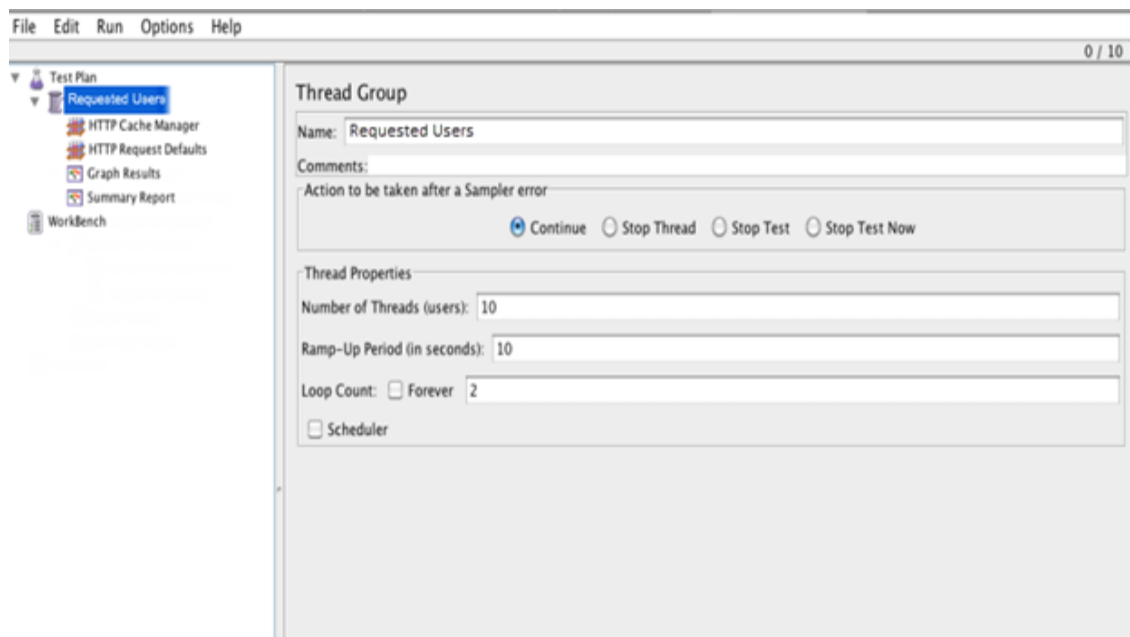 File Edit Run Options Help
0 / 10
Test Plan
Requested Users
HTTP Cache Manager
HTTP Request Defaults
Graph Results
Summary Report
WorkBench
Thread Group
Name: Requested Users
Comments:
Action to be taken after a Sampler error
Continue Stop Thread Stop Test Stop Test Now
Thread Properties
Number of Threads (users): 10
Ramp-Up Period (in seconds): 10
Loop Count: Forever 2
Scheduler